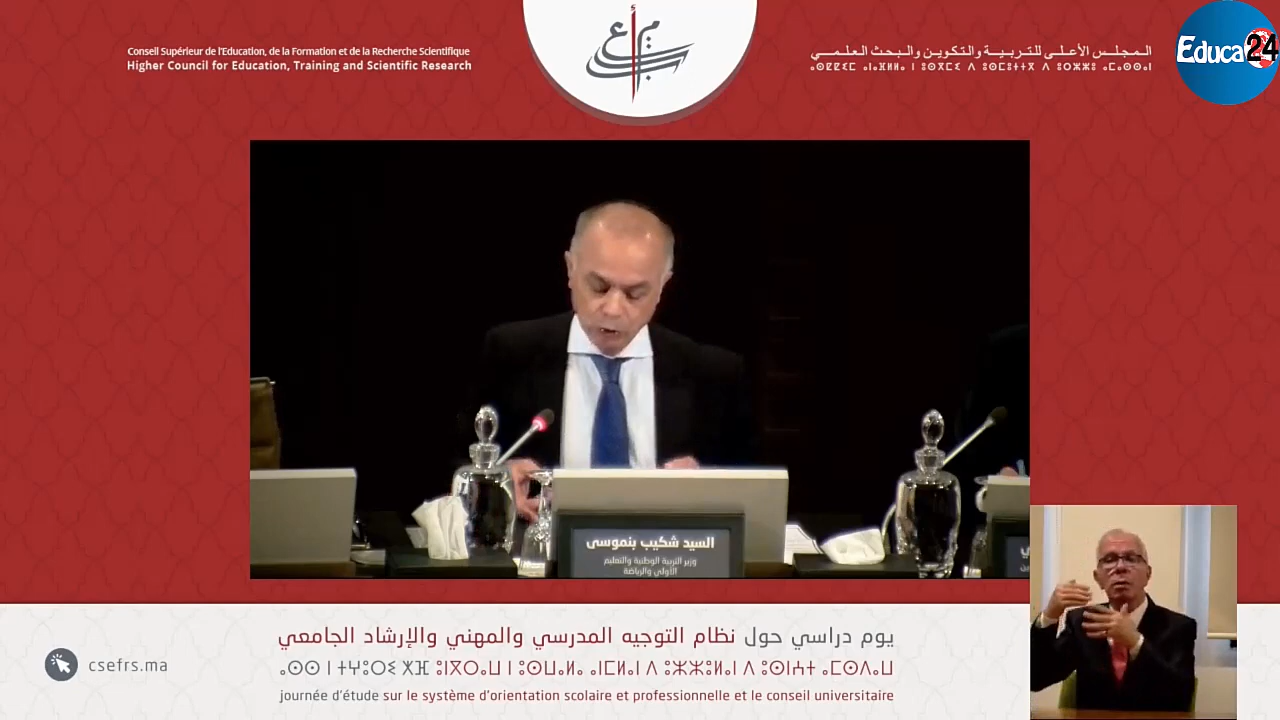 Conseil Supérieur de l'Education, de la Formation et de la Recherche Scientifique
Higher Council for Education, Training and Scientific Research
المجلس الأعلى للتربية والتكوين والبحث العلمي
Educa24
السيد شكيب بنموسى
وزير التربية الوطنية والتعليم
الأولي والرياضة
يوم دراسي حول نظام التوجيه المدرسي والمهني والإرشاد الجامعي
csefrs.ma
journée d'étude sur le système d'orientation scolaire et professionnelle et le conseil universitaire